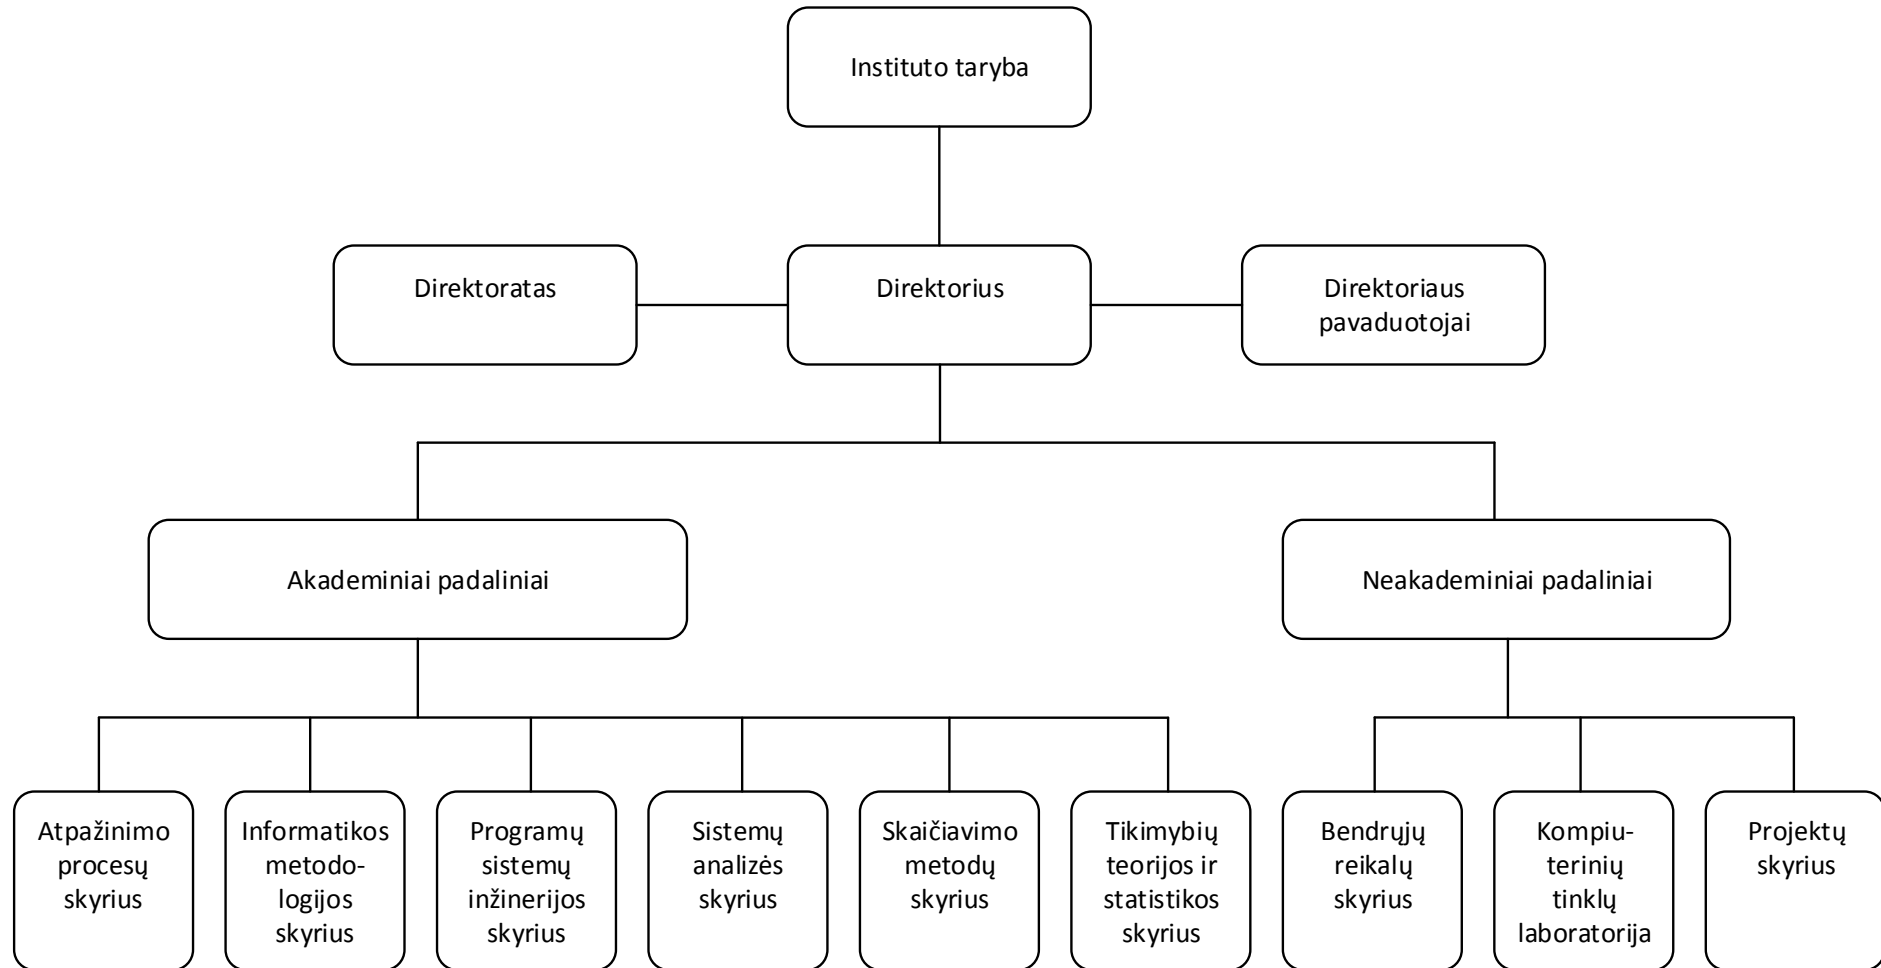 Instituto taryba
Direktoratas
Direktorius
Direktoriaus
pavaduotojai
Akademiniai padaliniai
Neakademiniai padaliniai
Atpažinimo
procesų
skyrius
Informatikos
metodo-
logijos
skyrius
Programų
sistemų
inžinerijos
skyrius
Sistemų
analizės
skyrius
Skaičiavimo
metodų
skyrius
Tikimybių
teorijos ir
statistikos
skyrius
Bendrųjų
reikalų
skyrius
Kompiu-
terinių
tinklų
laboratorija
Projektų
skyrius